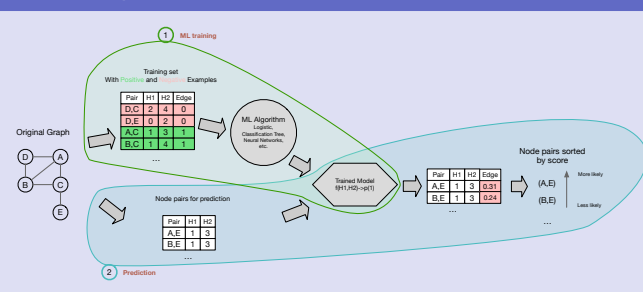 1 ML training
Training set
With Positive and Negative Examples
Pair H1 H2 Edge
D,C 2 4 0
D,E 0 2 0
A,C 1 3 1
B,C 1 4 1
...
ML Algorithm
Logistic,
Classification Tree,
Neural Networks,
etc.
Original Graph
D A
B C
E
Trained Model
f(H1,H2)->p(1)
Node pairs for prediction
Pair H1 H2
A,E 1 3
B,E 1 3
...
Pair H1 H2 Edge
A,E 1 3 0.31
B,E 1 3 0.24
...
Node pairs sorted
by score
More likely
(A,E)
(B,E)
Less likely
...
2 Prediction